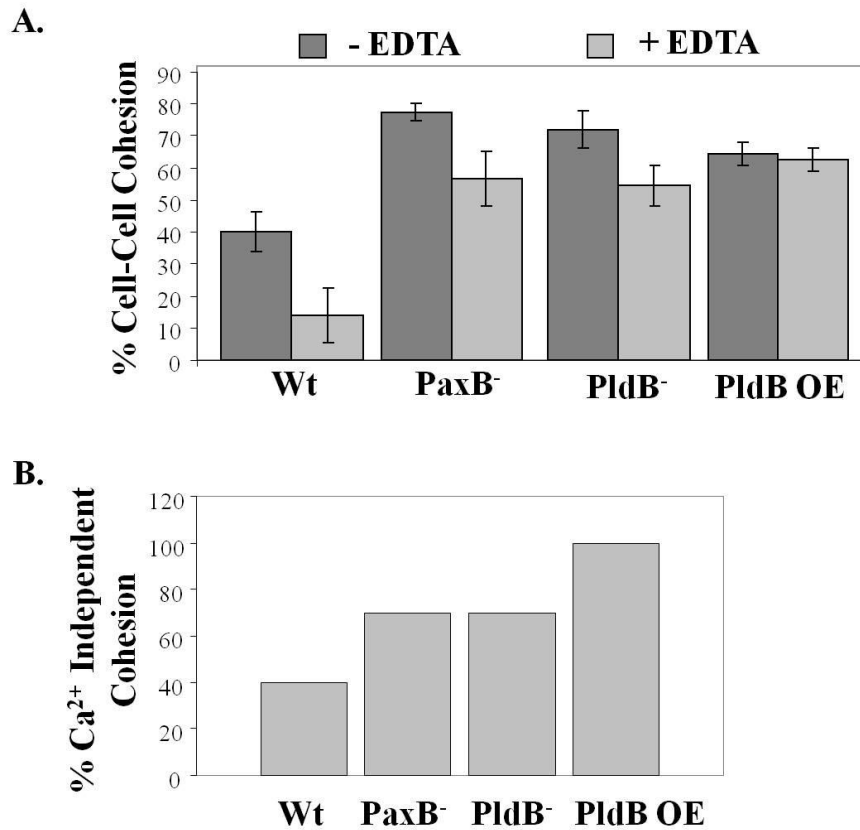 A.
- EDTA
+ EDTA
% Cell-Cell Cohesion
90
80
70
60
50
40
30
20
10
0
Wt
PaxB⁻
PldB⁻
PldB OE
B.
% Ca²⁺ Independent
Cohesion
120
100
80
60
40
20
0
Wt
PaxB⁻
PldB⁻
PldB OE